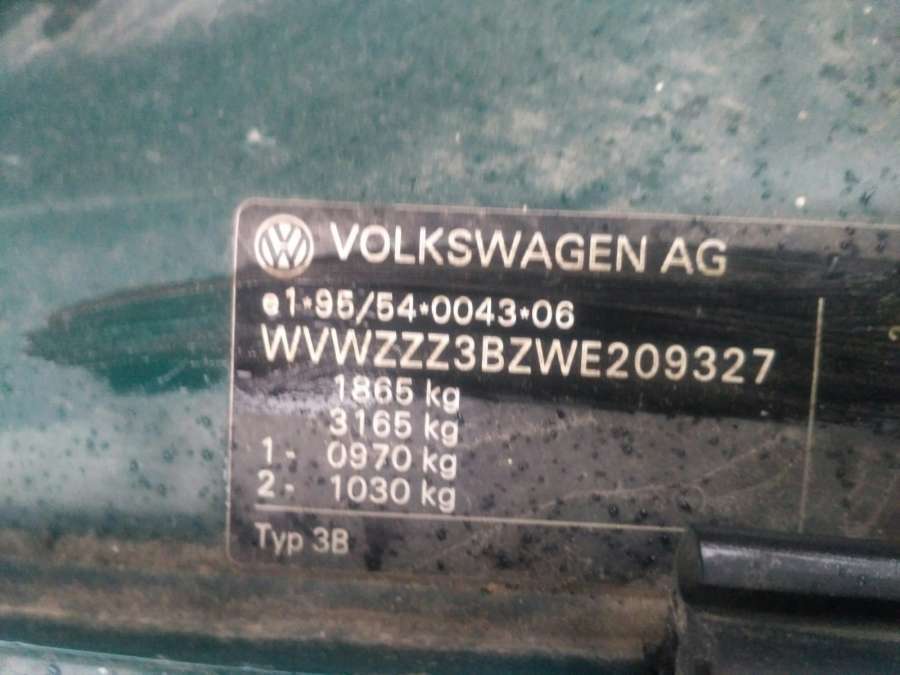 VOLKSWAGEN AG
e1*95/54*0043*06
WVWZZZ3BZWE209327
1865 kg
3165 kg
1- 0970 kg
2- 1030 kg
Typ 3B